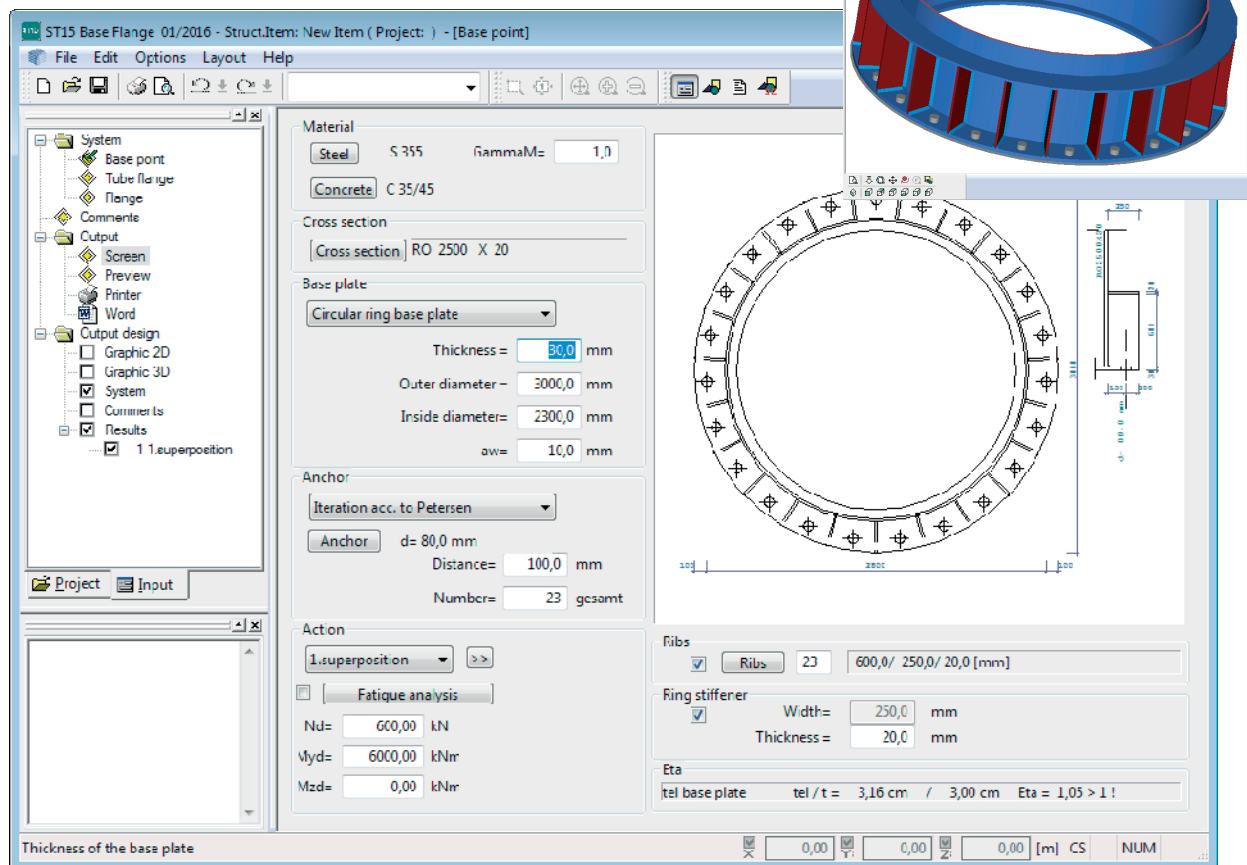 ST15 Base Flange 01/2016 - Struct.Item: New Item ( Project: ) - [Base point]
File Edit Options Layout Help
System
Base point
Tube flange
Flange
Comments
Output
Screen
Preview
Printer
Word
Output design
Graphic 2D
Graphic 3D
System
Comments
Results
1 1.superposition
Project Input
Material
Steel S 355 GammaM= 1,0
Concrete C 35/45
Cross section
Cross section RO 2500 X 20
Base plate
Circular ring base plate
Thickness = 30,0 mm
Outer diameter= 3000,0 mm
Inside diameter= 2300,0 mm
aw= 10,0 mm
Anchor
Iteration acc. to Petersen
Anchor d= 80,0 mm
Distance= 100,0 mm
Number= 23 gesamt
Action
1.superposition >>
Fatigue analysis
Nd= 600,00 kN
Myd= 6000,00 kNm
Mzd= 0,00 kNm
250
100 2800 100
Ribs
Ribs 23 600,0/ 250,0/ 20,0 [mm]
Ring stiffener
Width= 250,0 mm
Thickness = 20,0 mm
Eta
tel base plate tel / t = 3,16 cm / 3,00 cm Eta = 1,05 > 1 !
Thickness of the base plate X 0,00 Y: 0,00 Z: 0,00 [m] CS NUM